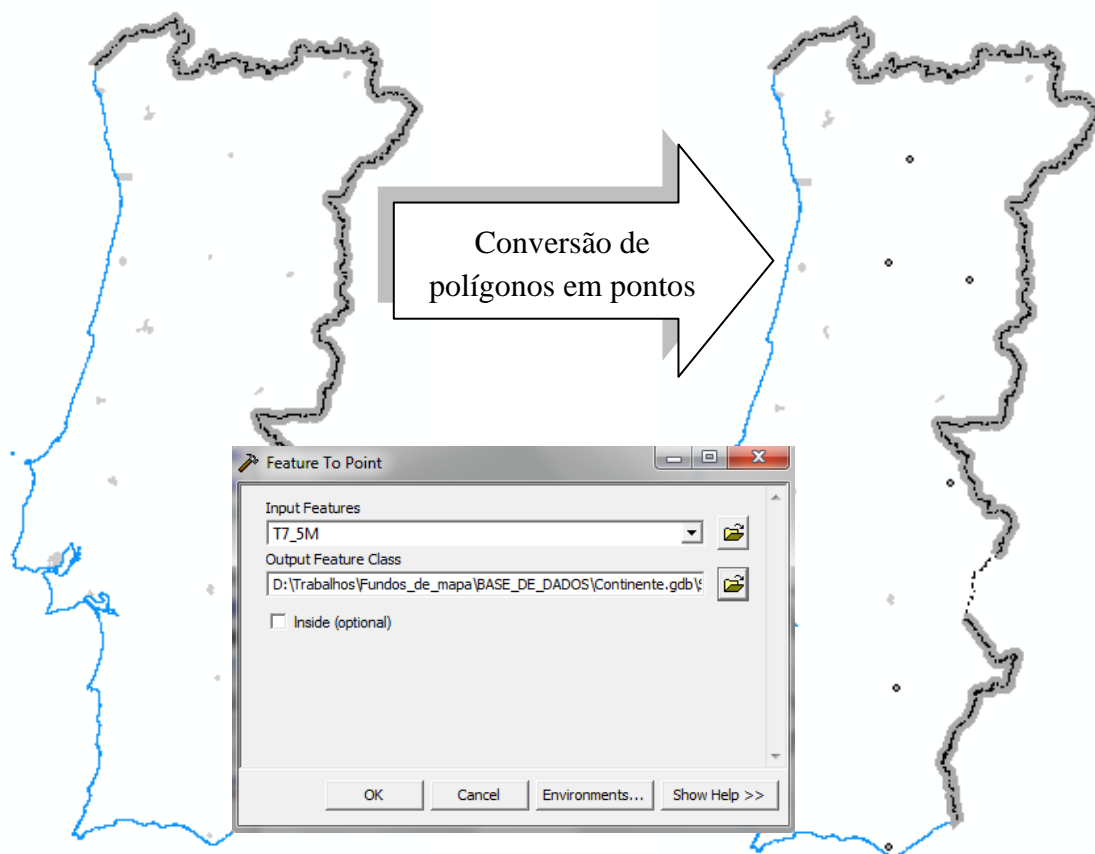 Conversão de
polígonos em pontos
Feature To Point
Input Features
T7_5M
Output Feature Class
D:\Trabalhos\Fundos_de_mapa\BASE_DE_DADOS\Continente.gdb\S
Inside (optional)
OK Cancel Environments... Show Help >>